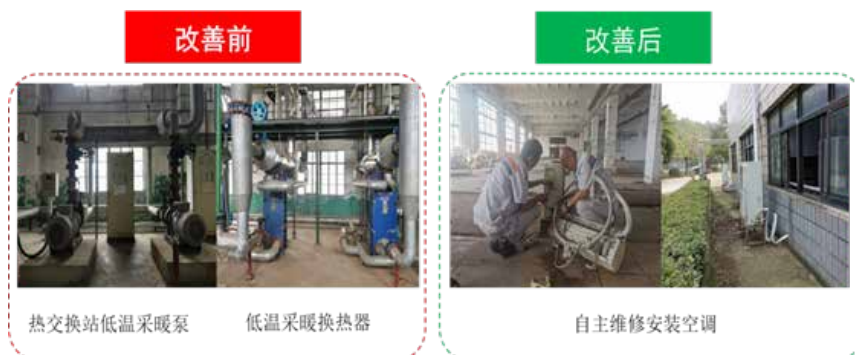 改善前
改善后
热交换站低温采暖泵
低温采暖换热器
自主维修安装空调